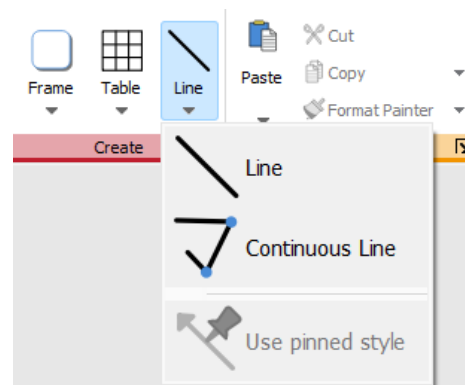 Frame
Table
Line
Paste
Cut
Copy
Format Painter
Create
Line
Continuous Line
Use pinned style